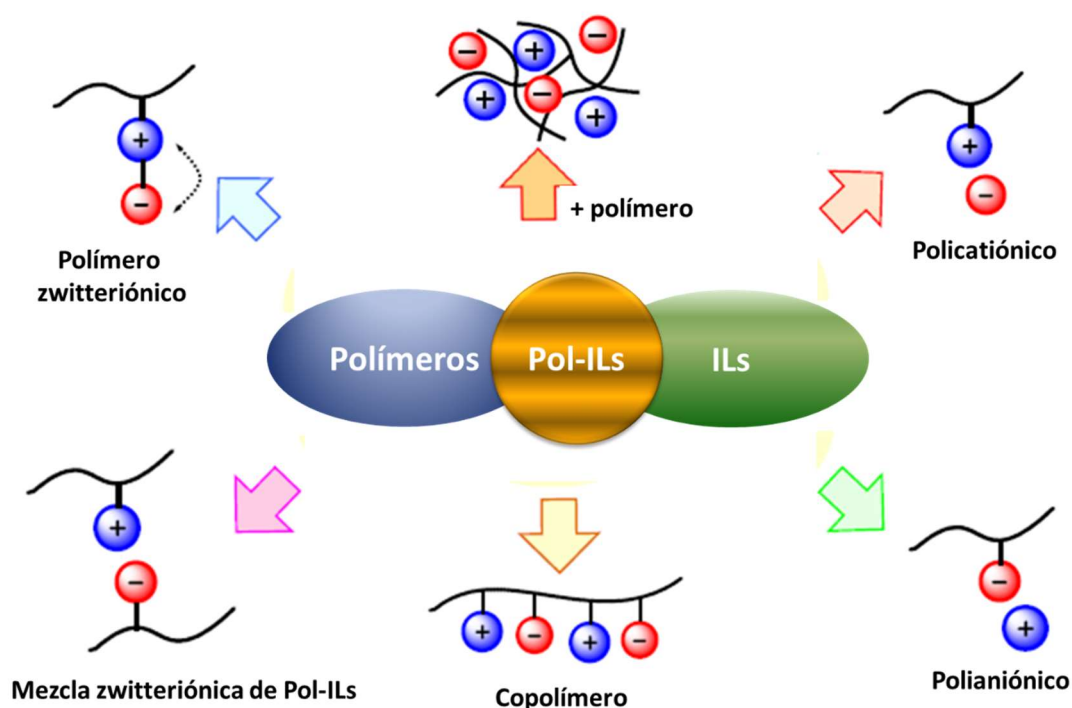 + polímero
Polímero
zwitteriónico
Policatiónico
Polímeros
Pol-ILs
ILs
Mezcla zwitteriónica de Pol-ILs
Copolímero
Polianiónico